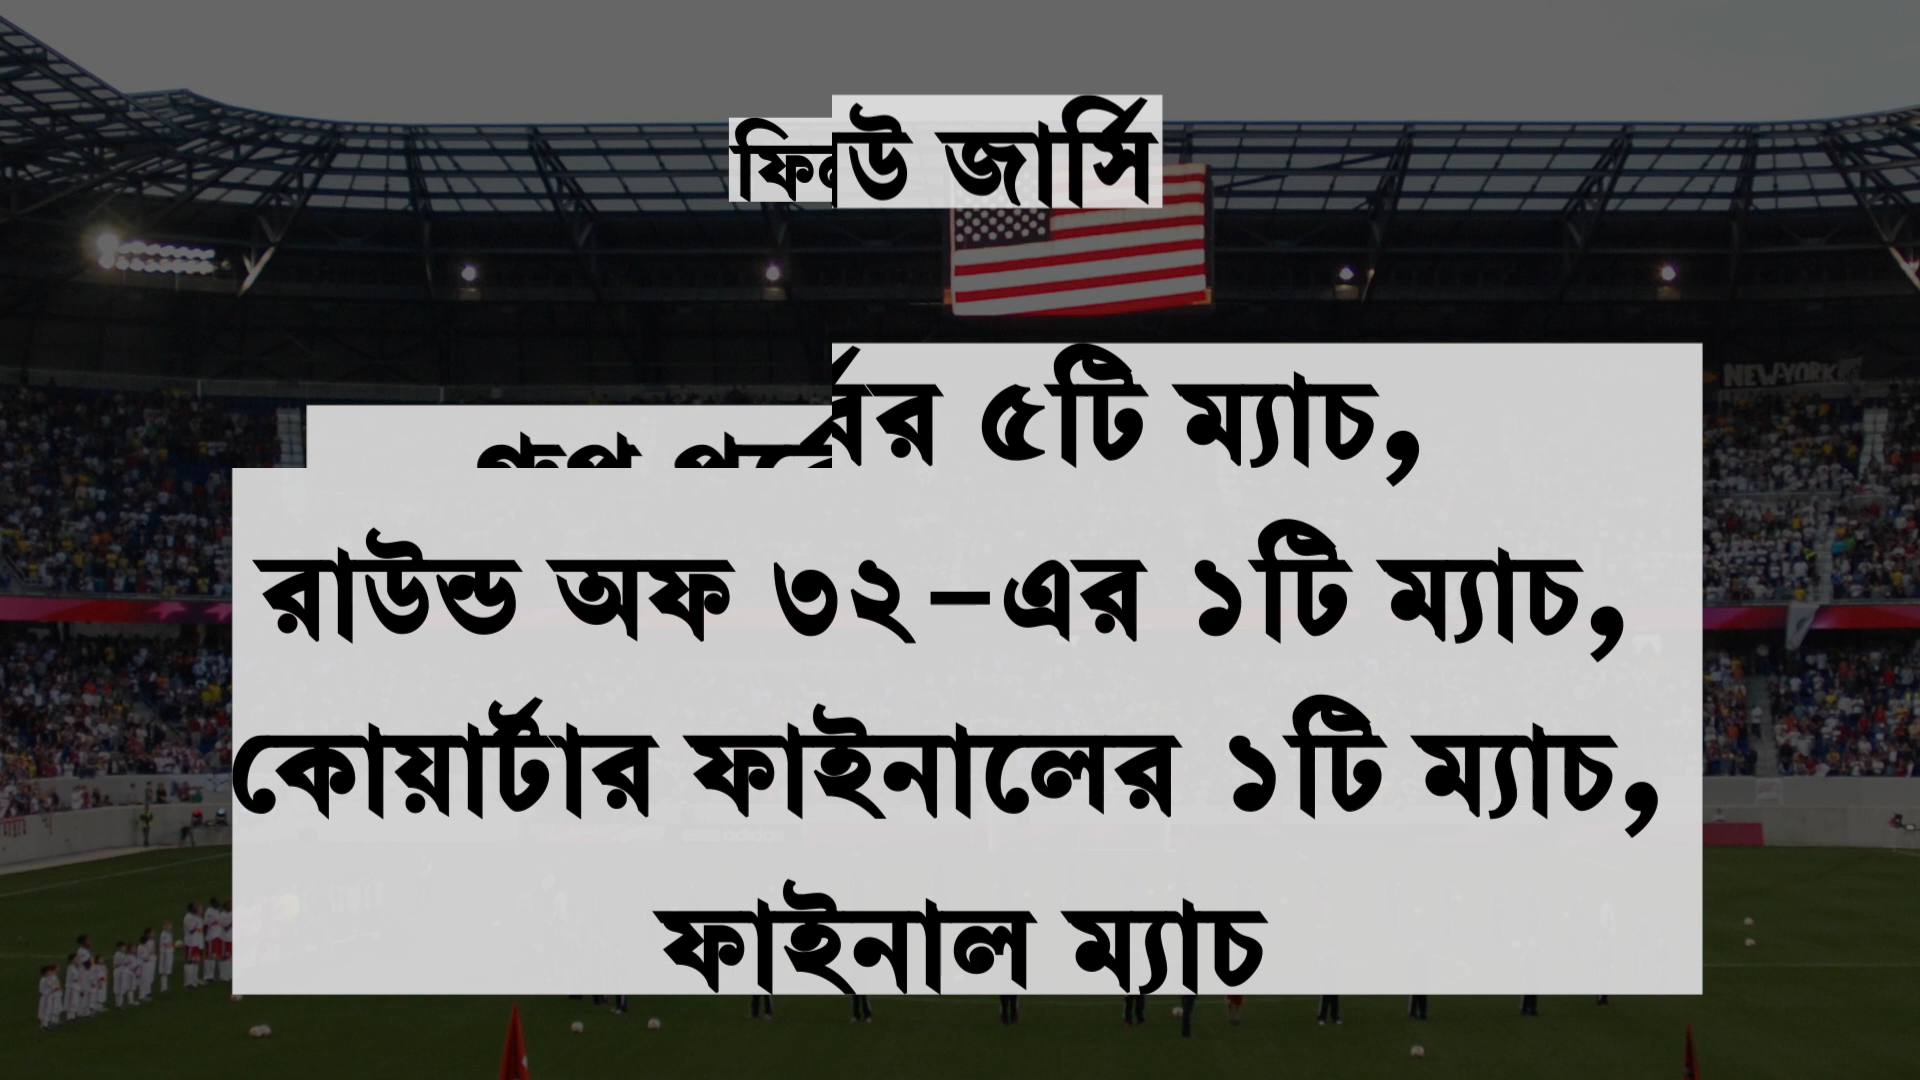 উ জার্সি
৫টি ম্যাচ,
রাউন্ড অফ ৩২-এর ১টি ম্যাচ,
কোয়ার্টার ফাইনালের ১টি ম্যাচ,
ফাইনাল ম্যাচ